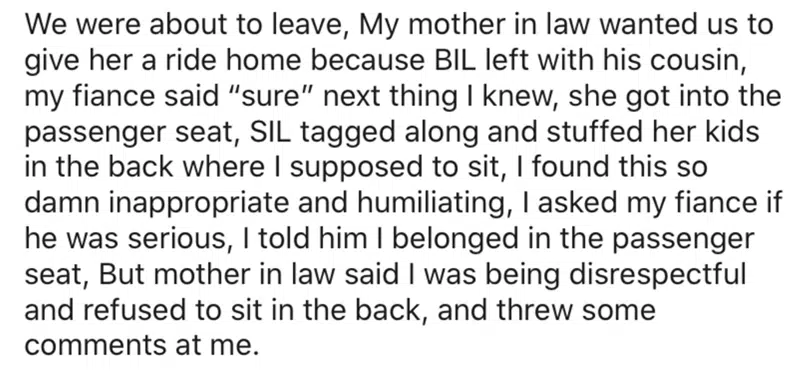 We were about to leave, My mother in law wanted us to
give her a ride home because BIL left with his cousin,
my fiance said “sure” next thing I knew, she got into the
passenger seat, SIL tagged along and stuffed her kids
in the back where I supposed to sit, I found this so
damn inappropriate and humiliating, I asked my fiance if
he was serious, I told him I belonged in the passenger
seat, But mother in law said I was being disrespectful
and refused to sit in the back, and threw some
comments at me.